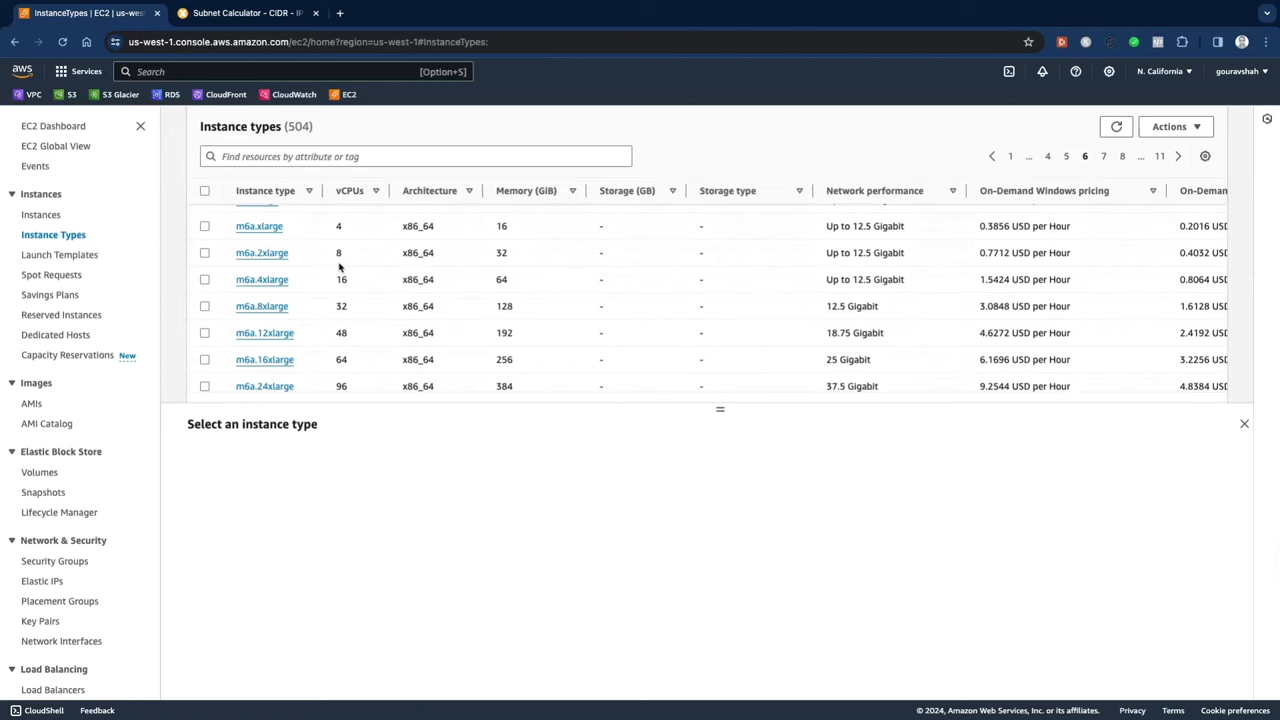 InstanceTypes | EC2 | us-west-
Subnet Calculator - CIDR - IP
us-west-1.console.aws.amazon.com/ec2/home?region=us-west-1#InstanceTypes:
aws Services Search [Option+S] N. California gouravshah
VPC S3 S3 Glacier RDS CloudFront CloudWatch EC2
EC2 Dashboard
EC2 Global View
Events
Instances
Instances
Instance Types
Launch Templates
Spot Requests
Savings Plans
Reserved Instances
Dedicated Hosts
Capacity Reservations New
Images
AMIs
AMI Catalog
Elastic Block Store
Volumes
Snapshots
Lifecycle Manager
Network & Security
Security Groups
Elastic IPs
Placement Groups
Key Pairs
Network Interfaces
Load Balancing
Load Balancers
Instance types (504) Actions
Find resources by attribute or tag 1 ... 4 5 6 7 8 ... 11
Instance type vCPUs Architecture Memory (GiB) Storage (GB) Storage type Network performance On-Demand Windows pricing On-Demand
m6a.xlarge 4 x86_64 16 - - Up to 12.5 Gigabit 0.3856 USD per Hour 0.2016 USD
m6a.2xlarge 8 x86_64 32 - - Up to 12.5 Gigabit 0.7712 USD per Hour 0.4032 USD
m6a.4xlarge 16 x86_64 64 - - Up to 12.5 Gigabit 1.5424 USD per Hour 0.8064 USD
m6a.8xlarge 32 x86_64 128 - - 12.5 Gigabit 3.0848 USD per Hour 1.6128 USD
m6a.12xlarge 48 x86_64 192 - - 18.75 Gigabit 4.6272 USD per Hour 2.4192 USD
m6a.16xlarge 64 x86_64 256 - - 25 Gigabit 6.1696 USD per Hour 3.2256 USD
m6a.24xlarge 96 x86_64 384 - - 37.5 Gigabit 9.2544 USD per Hour 4.8384 USD
Select an instance type
CloudShell Feedback © 2024, Amazon Web Services, Inc. or its affiliates. Privacy Terms Cookie preferences